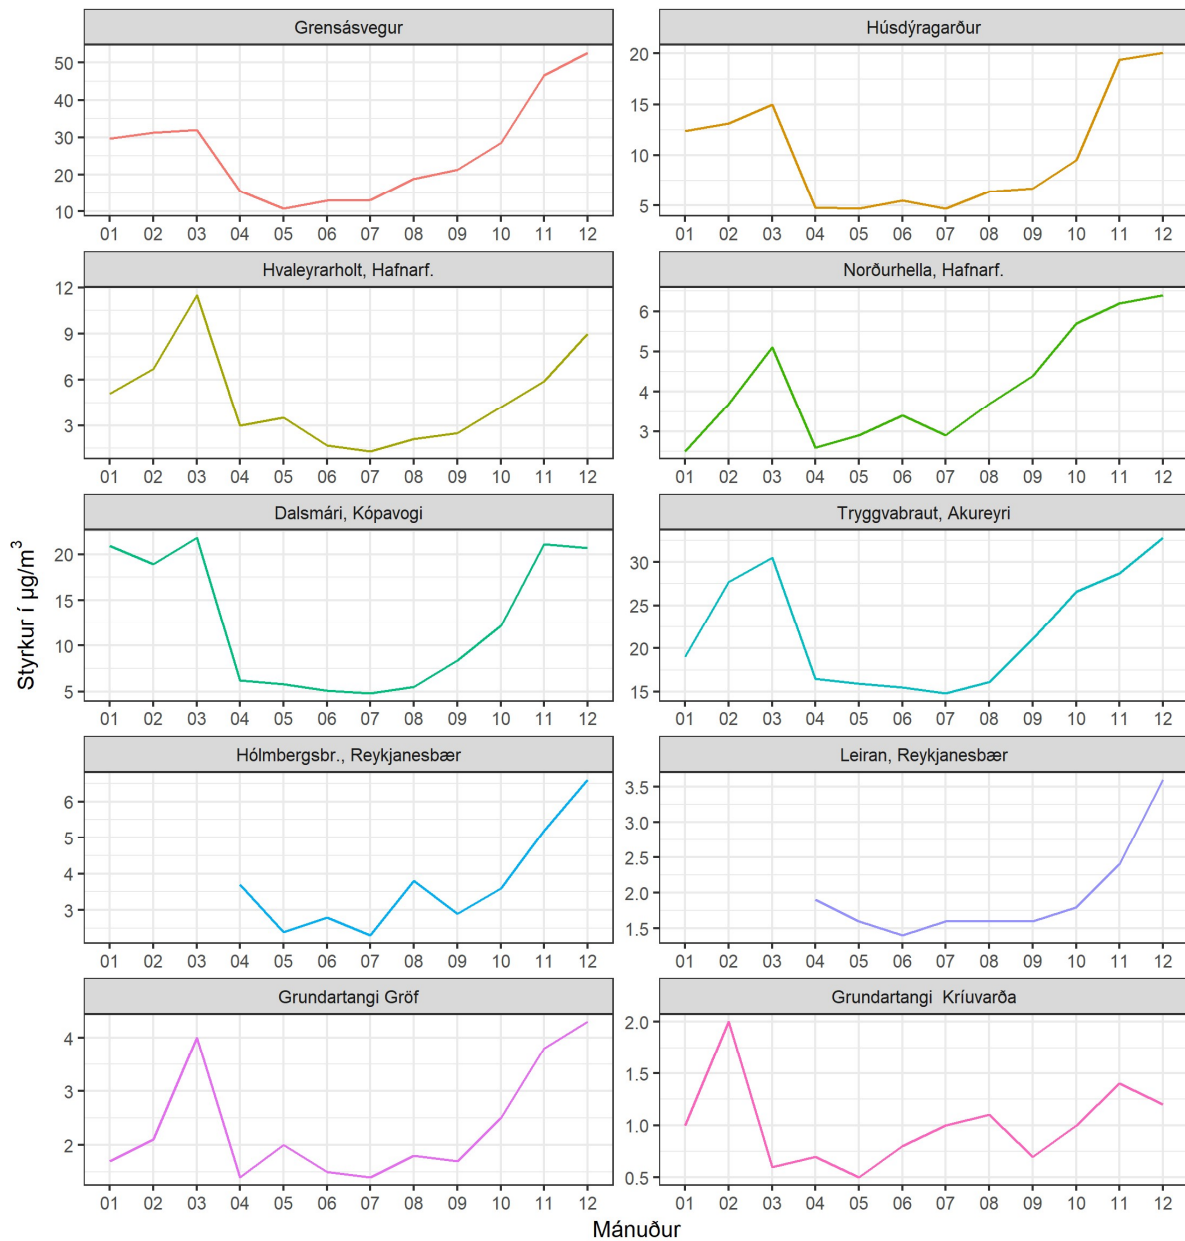 Grensásvegur
50
40
30
20
10
01 02 03 04 05 06 07 08 09 10 11 12
Húsdýragarður
20
15
10
5
01 02 03 04 05 06 07 08 09 10 11 12
Hvaleyrarholt, Hafnarf.
12
9
6
3
01 02 03 04 05 06 07 08 09 10 11 12
Norðurhella, Hafnarf.
6
5
4
3
01 02 03 04 05 06 07 08 09 10 11 12
Dalsmári, Kópavogi
20
15
10
5
01 02 03 04 05 06 07 08 09 10 11 12
Tryggvabraut, Akureyri
30
25
20
15
01 02 03 04 05 06 07 08 09 10 11 12
Hólmbergsbr., Reykjanesbær
6
5
4
3
01 02 03 04 05 06 07 08 09 10 11 12
Leiran, Reykjanesbær
3.5
3.0
2.5
2.0
1.5
01 02 03 04 05 06 07 08 09 10 11 12
Grundartangi Gröf
4
3
2
01 02 03 04 05 06 07 08 09 10 11 12
Grundartangi  Kríuvarða
2.0
1.5
1.0
0.5
01 02 03 04 05 06 07 08 09 10 11 12
Styrkur í µg/m³
Mánuður